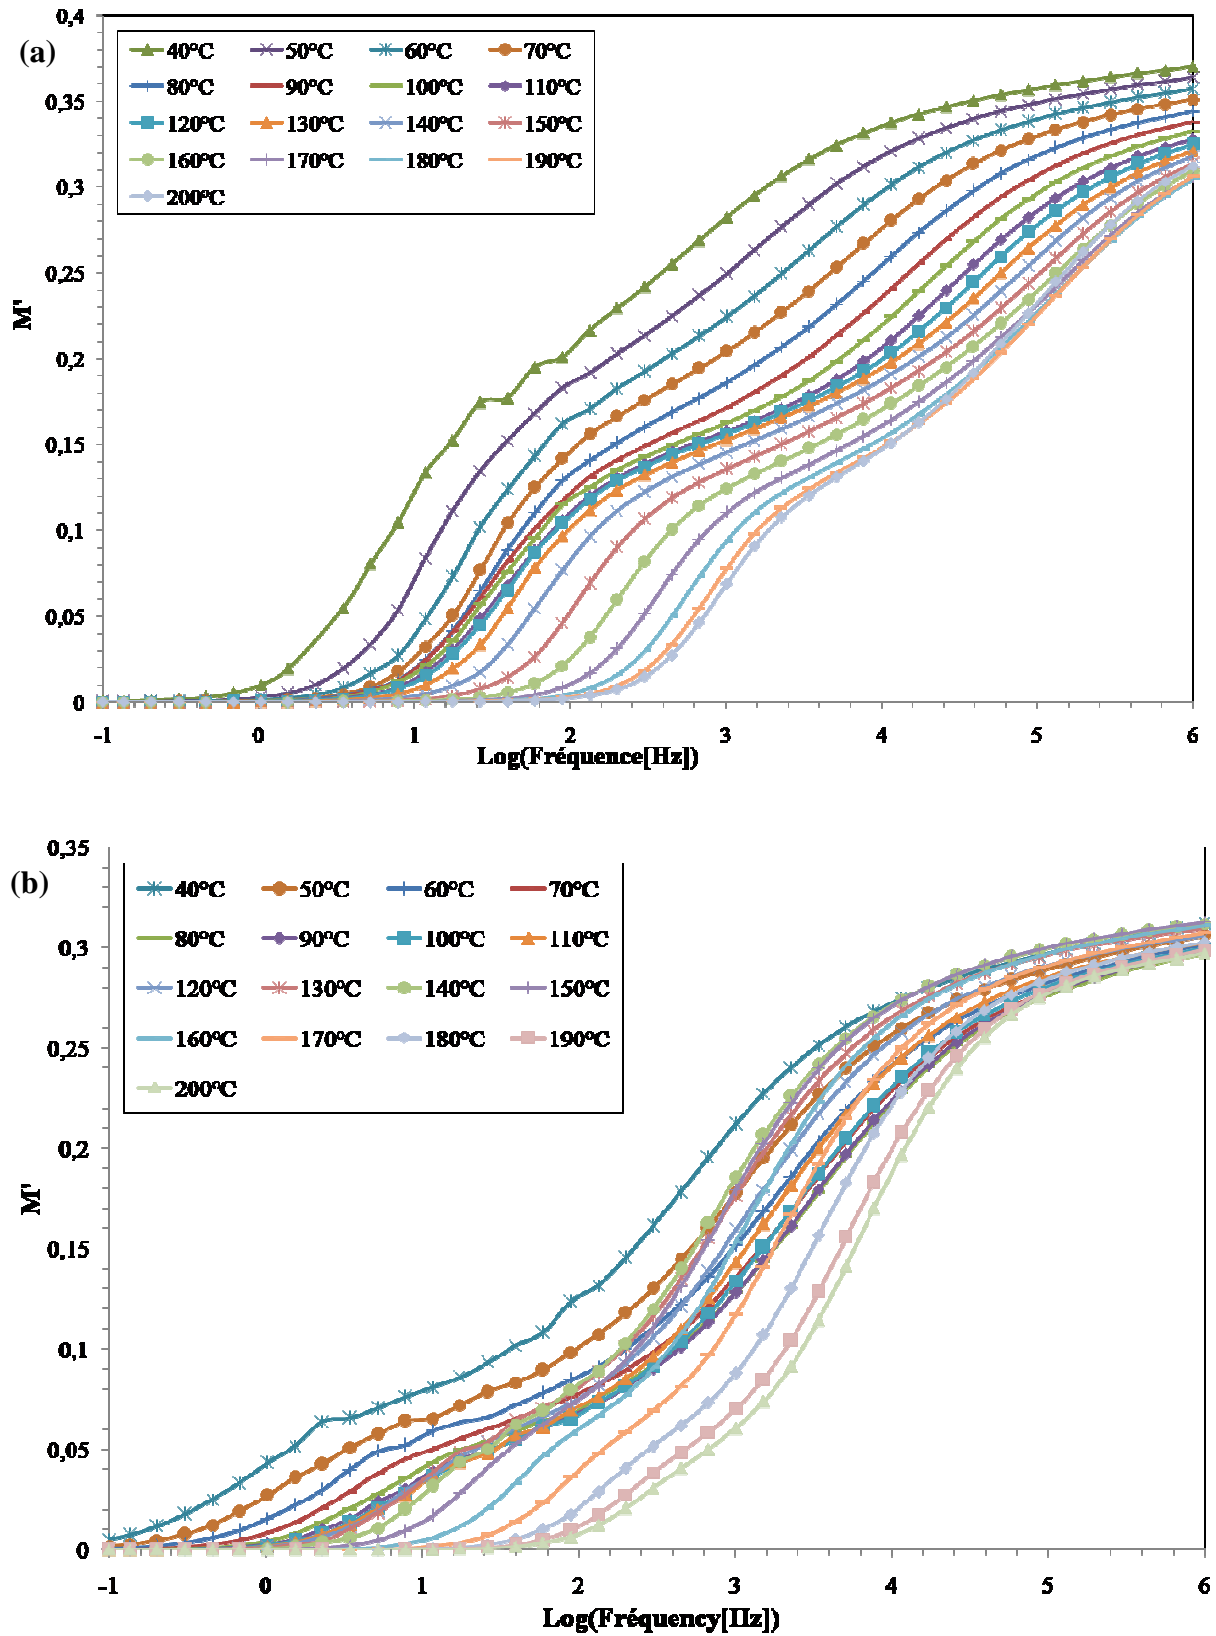 (a)
0,4
0,35
0,3
0,25
0,2
0,15
0,1
0,05
0
M'
40°C 50°C 60°C 70°C
80°C 90°C 100°C 110°C
120°C 130°C 140°C 150°C
160°C 170°C 180°C 190°C
200°C
-1 0 1 2 3 4 5 6
Log(Fréquence[Hz])
(b)
0,35
0,3
0,25
0,2
0,15
0,1
0,05
0
M'
40°C 50°C 60°C 70°C
80°C 90°C 100°C 110°C
120°C 130°C 140°C 150°C
160°C 170°C 180°C 190°C
200°C
-1 0 1 2 3 4 5 6
Log(Fréquency[Hz])